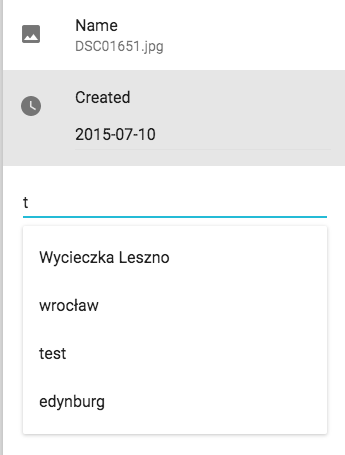 Name
DSC01651.jpg
Created
2015-07-10
t
Wycieczka Leszno
wrocław
test
edynburg